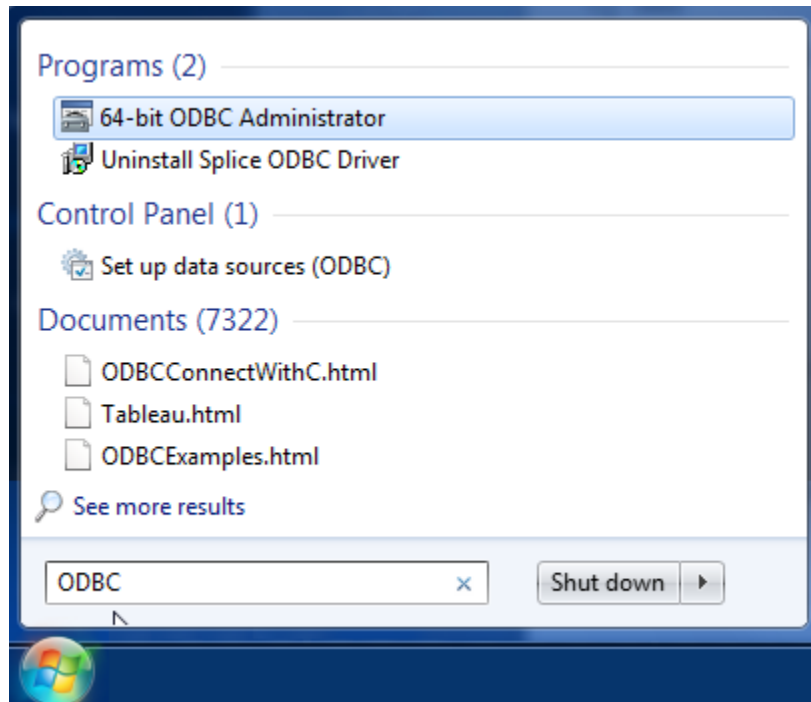 Programs (2)
64-bit ODBC Administrator
Uninstall Splice ODBC Driver
Control Panel (1)
Set up data sources (ODBC)
Documents (7322)
ODBCConnectWithC.html
Tableau.html
ODBCExamples.html
See more results
ODBC
Shut down